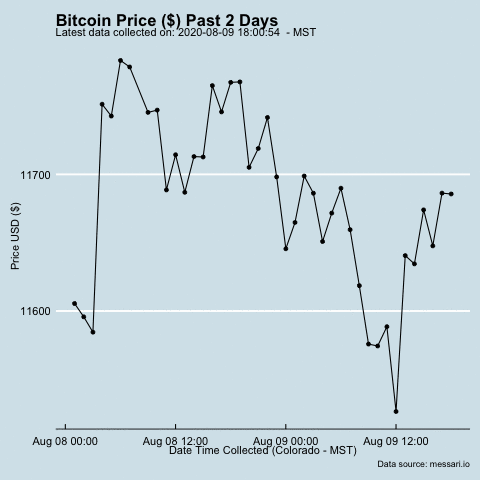 Bitcoin Price ($) Past 2 Days
Latest data collected on: 2020-08-09 18:00:54 - MST
11700
Price USD ($)
11600
Aug 08 00:00 Aug 08 12:00 Aug 09 00:00 Aug 09 12:00
Date Time Collected (Colorado - MST)
Data source: messari.io